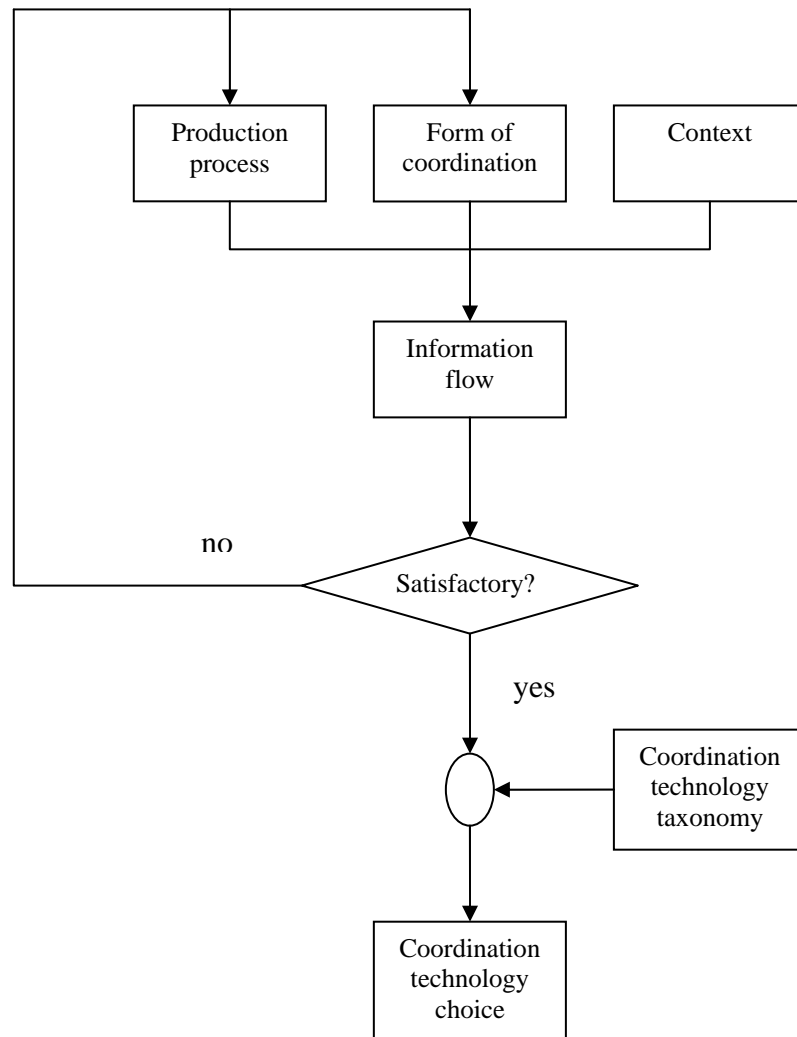 Production
process
Form of
coordination
Context
Information
flow
no
Satisfactory?
yes
Coordination
technology
taxonomy
Coordination
technology
choice